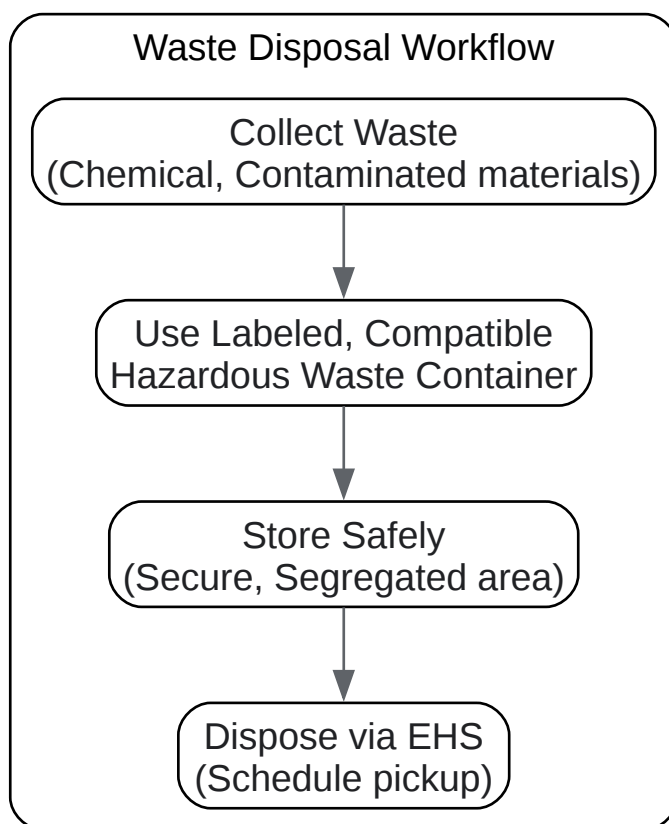 Waste Disposal Workflow
Collect Waste
(Chemical, Contaminated materials)
Use Labeled, Compatible
Hazardous Waste Container
Store Safely
(Secure, Segregated area)
Dispose via EHS
(Schedule pickup)